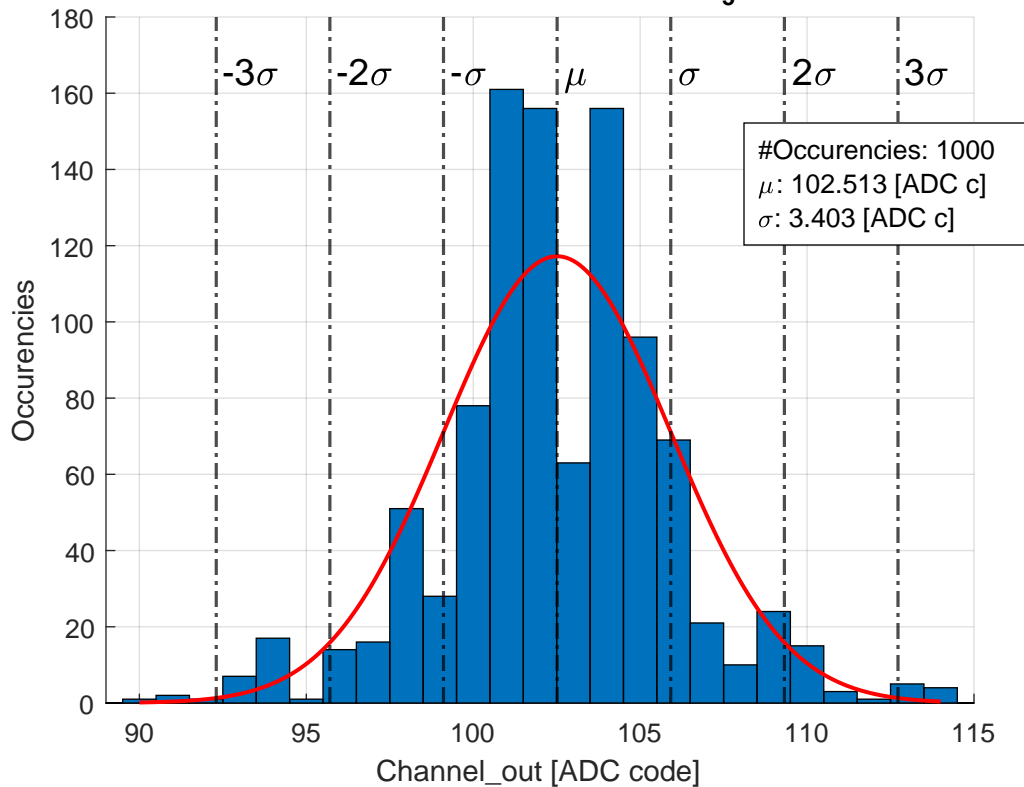 180
160
140
120
100
80
60
40
20
0
Occurencies
-3σ -2σ -σ μ σ 2σ 3σ
#Occurencies: 1000
μ: 102.513 [ADC c]
σ: 3.403 [ADC c]
90 95 100 105 110 115
Channel_out [ADC code]